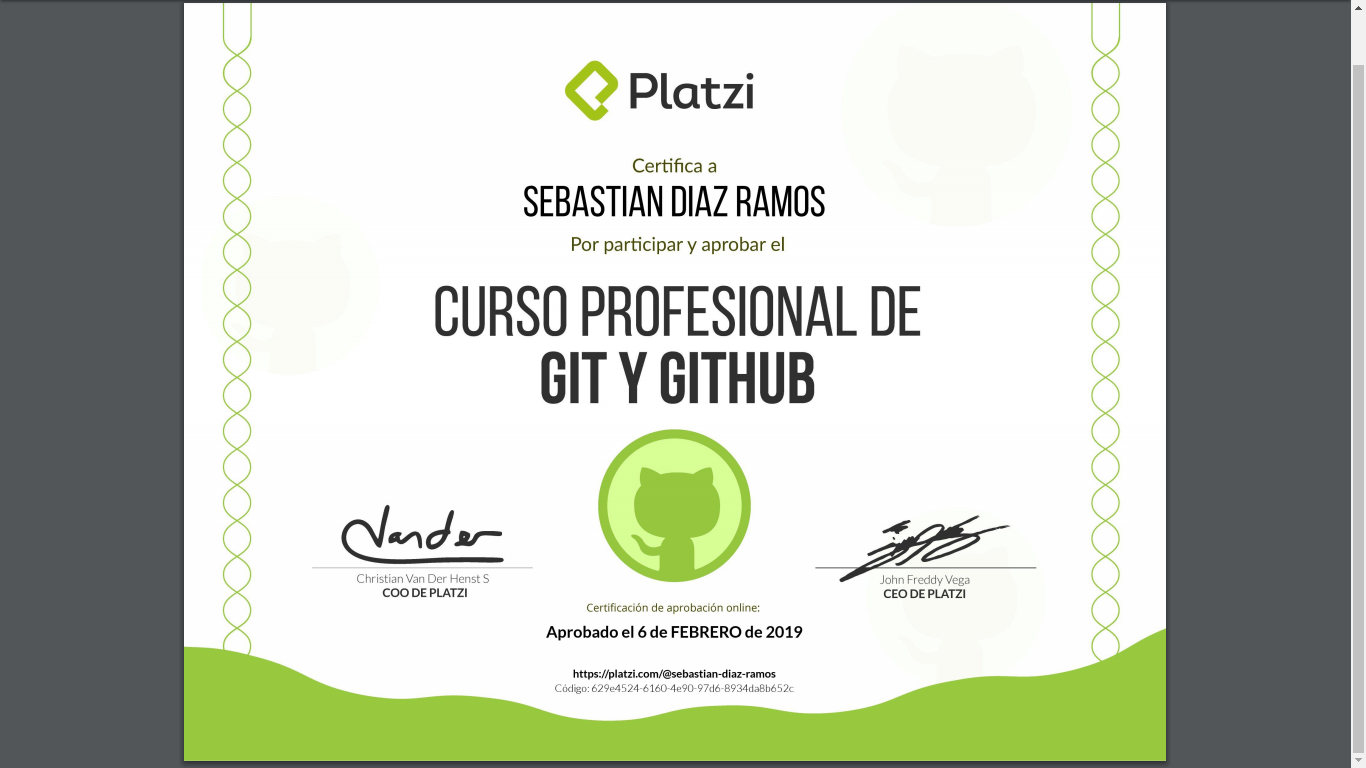 Platzi
Certifica a
SEBASTIAN DIAZ RAMOS
Por participar y aprobar el
CURSO PROFESIONAL DE
GIT Y GITHUB
Vander
Christian Van Der Henst S
COO DE PLATZI
John Freddy Vega
CEO DE PLATZI
Certificación de aprobación online:
Aprobado el 6 de FEBRERO de 2019
https://platzi.com/@sebastian-diaz-ramos
Código: 629e4524-6160-4e90-97d6-8934da8b652c